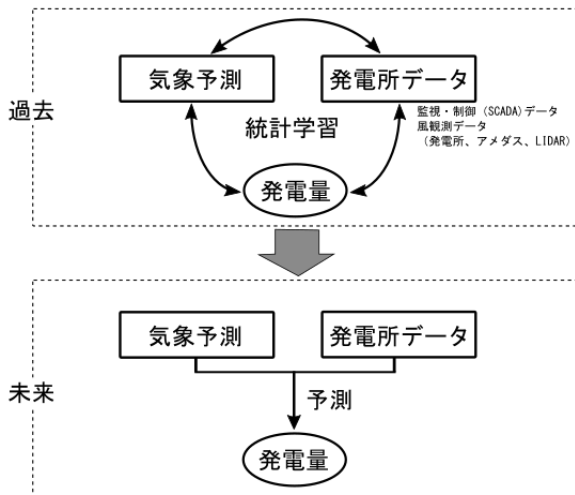 気象予測
発電所データ
過去
監視・制御 (SCADA)データ
風観測データ
(発電所、アメダス、LIDAR)
統計学習
発電量
気象予測
発電所データ
未来
予測
発電量